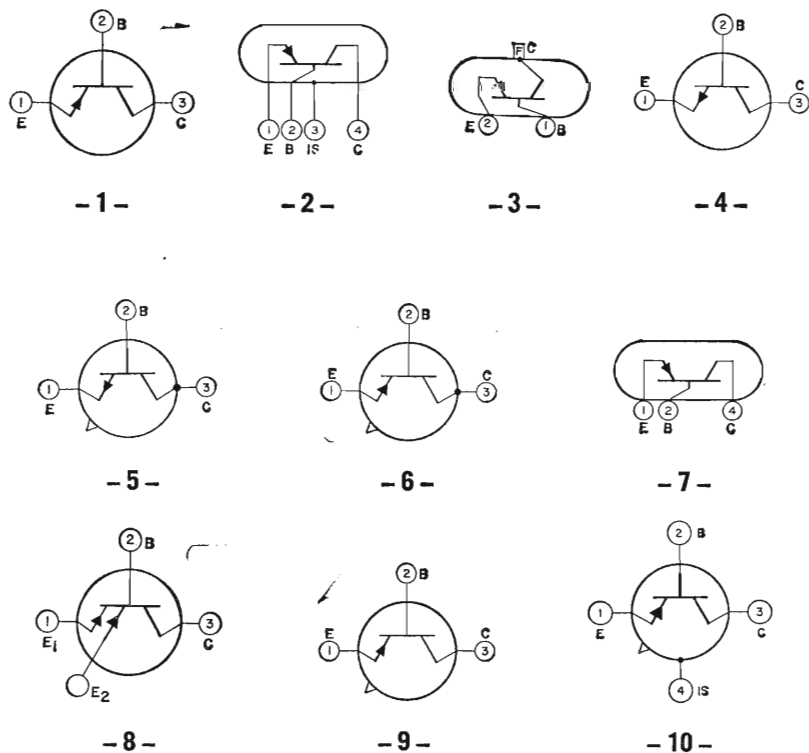 2 B
1 E
3 C
-1-
1 2 3 4
E B IS C
-2-
F C
E 2 1 B
-3-
2 B
E 1
C 3
-4-
2 B
1 E
3 C
-5-
2 B
E 1
C 3
-6-
1 2 4
E B C
-7-
2 B
1 E1
3 C
E2
-8-
2 B
E 1
C 3
-9-
2 B
1 E
3 C
4 IS
-10-